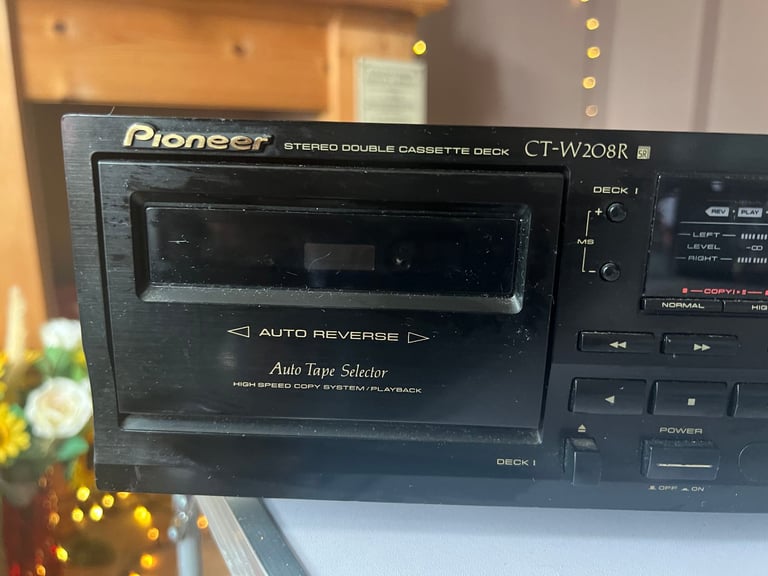 Pioneer STEREO DOUBLE CASSETTE DECK CT-W208R SR
DECK I
+
MS
-
REV PLAY
LEFT
LEVEL -∞
RIGHT
COPY
NORMAL
◁ AUTO REVERSE ▷
Auto Tape Selector
HIGH SPEED COPY SYSTEM/PLAYBACK
POWER
OFF ON
DECK I